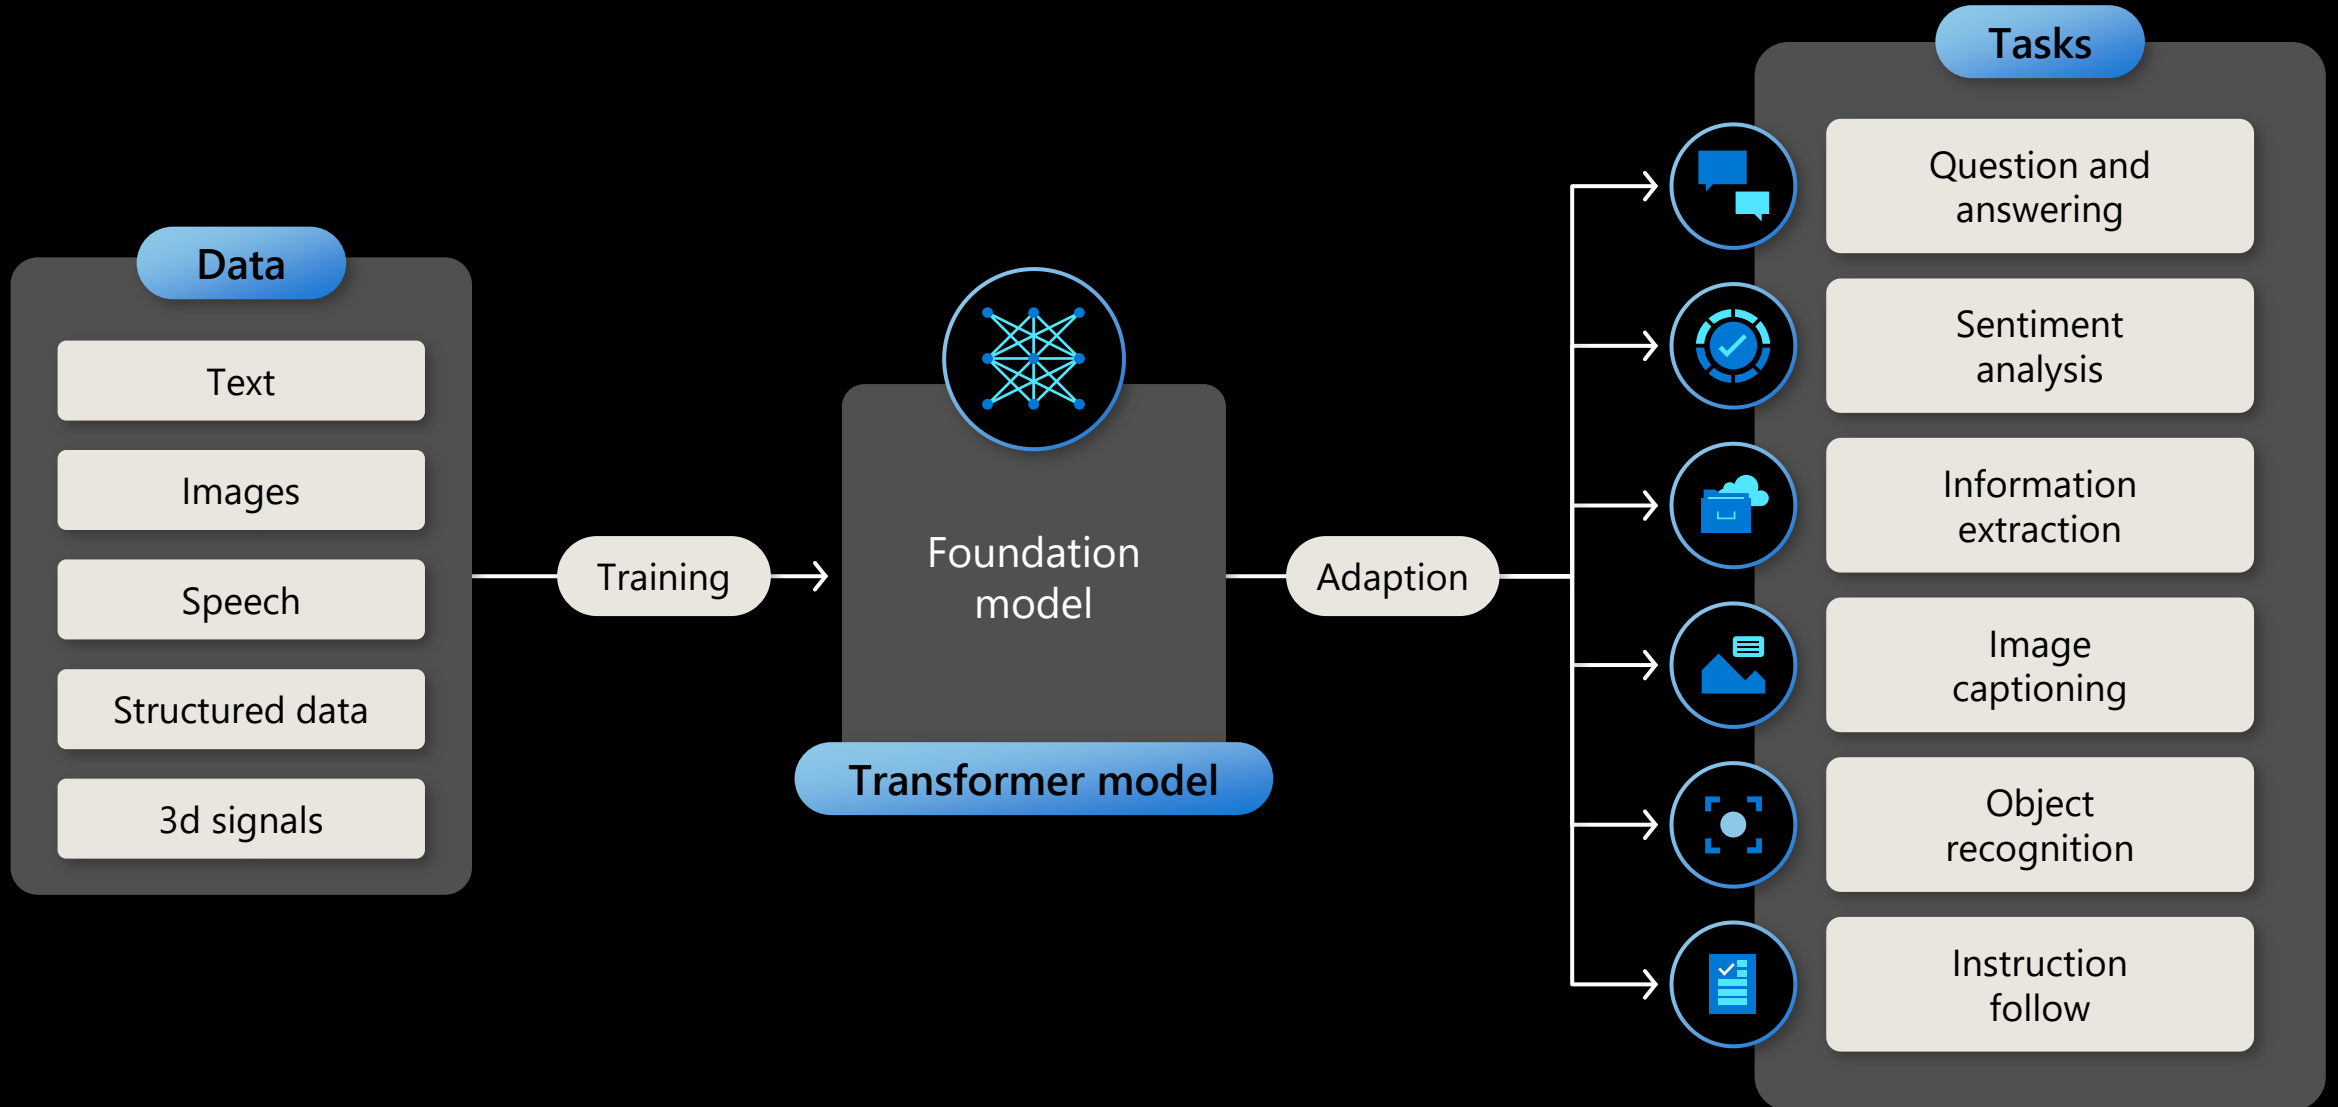 Data
Text
Images
Speech
Structured data
3d signals
Training
Foundation
model
Transformer model
Adaption
Tasks
Question and
answering
Sentiment
analysis
Information
extraction
Image
captioning
Object
recognition
Instruction
follow